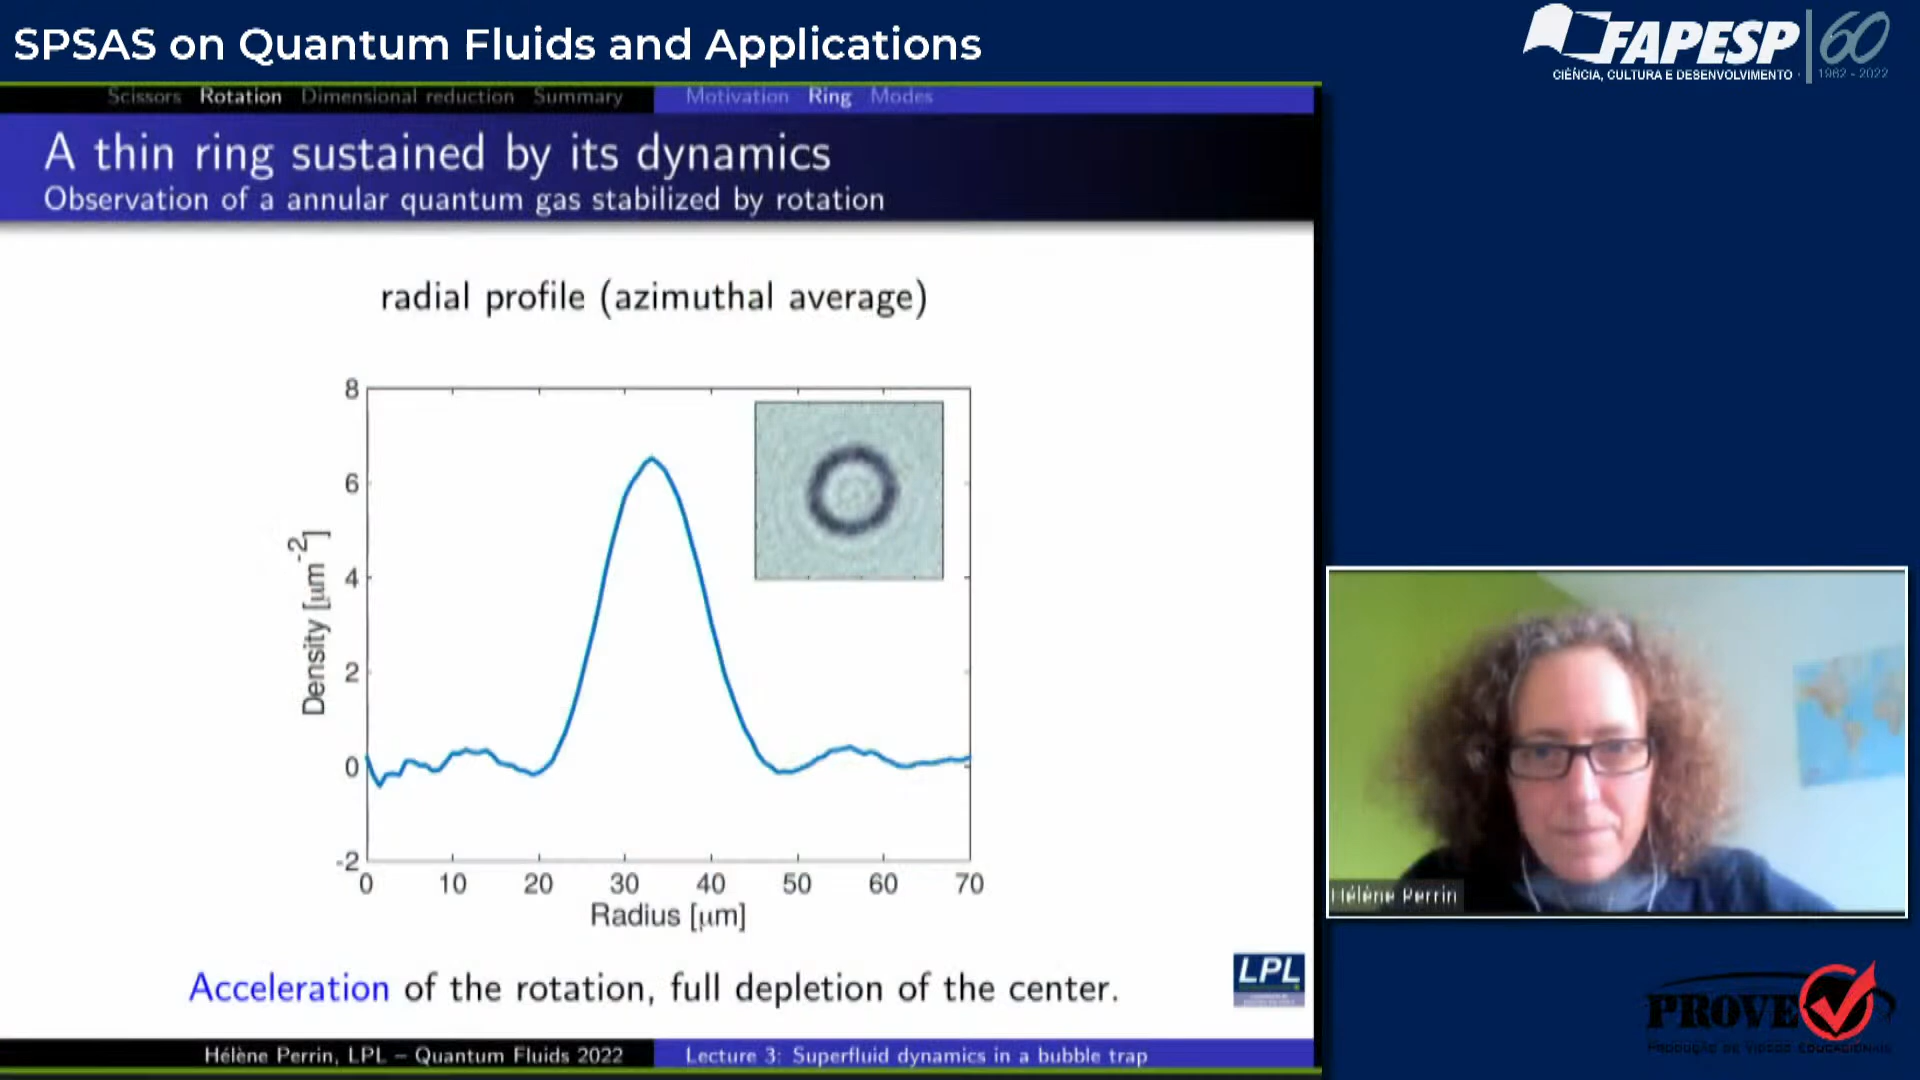 SPSAS on Quantum Fluids and Applications
FAPESP 60
CIÊNCIA, CULTURA E DESENVOLVIMENTO 1962 - 2022
Scissors Rotation Dimensional reduction Summary Motivation Ring Modes
A thin ring sustained by its dynamics
Observation of a annular quantum gas stabilized by rotation
radial profile (azimuthal average)
8
6
4
2
0
-2
Density [μm⁻²]
0 10 20 30 40 50 60 70
Radius [μm]
Acceleration of the rotation, full depletion of the center.
LPL
Hélène Perrin, LPL – Quantum Fluids 2022 Lecture 3: Superfluid dynamics in a bubble trap
Hélène Perrin
PROVE
PRODUÇÃO DE VIDEOS EDUCACIONAIS